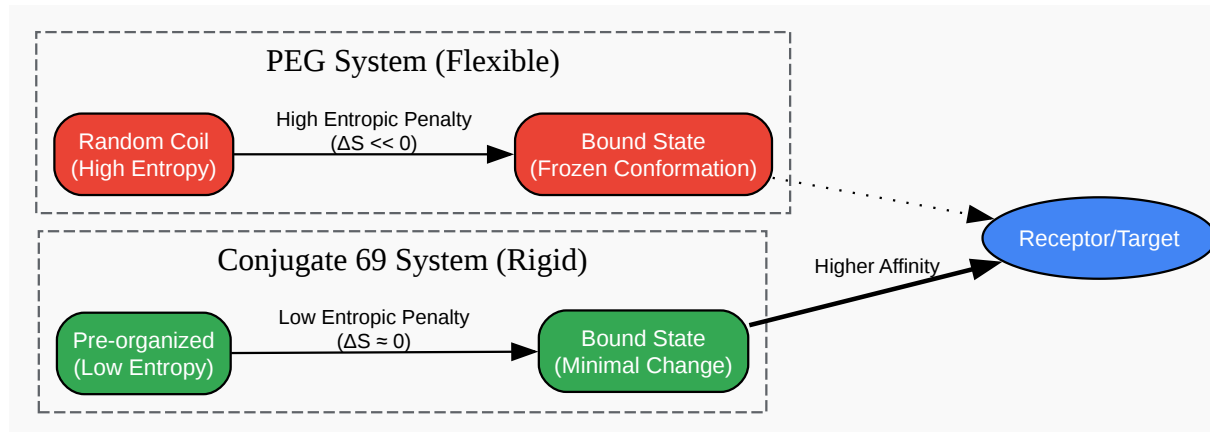 PEG System (Flexible)
Random Coil
(High Entropy)
High Entropic Penalty
(ΔS << 0)
Bound State
(Frozen Conformation)
Conjugate 69 System (Rigid)
Pre-organized
(Low Entropy)
Low Entropic Penalty
(ΔS ≈ 0)
Bound State
(Minimal Change)
Higher Affinity
Receptor/Target